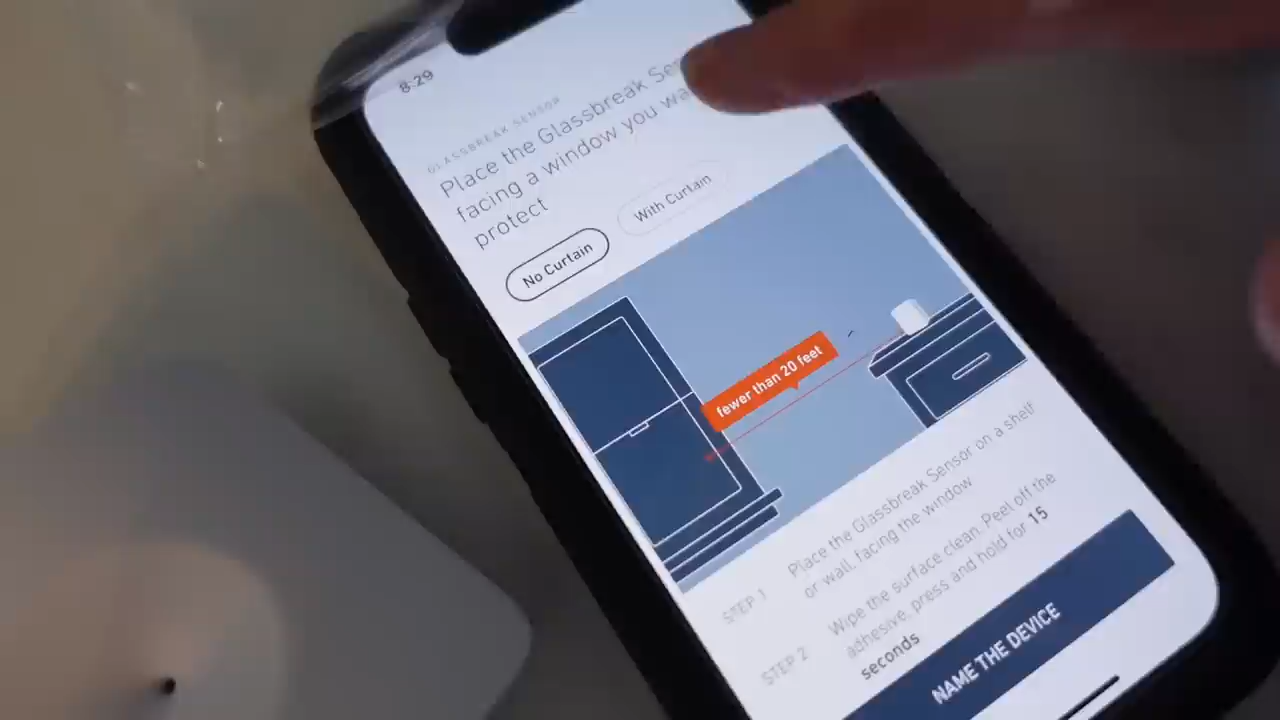 8:29
GLASSBREAK SENSOR
Place the Glassbreak
facing a window you
protect
No Curtain
With Curtain
fewer than 20 feet
STEP 1
Place the Glassbreak Sensor on a shelf
or wall, facing the window
STEP 2
Wipe the surface clean. Peel off the
adhesive, press and hold for 15
seconds
NAME THE DEVICE